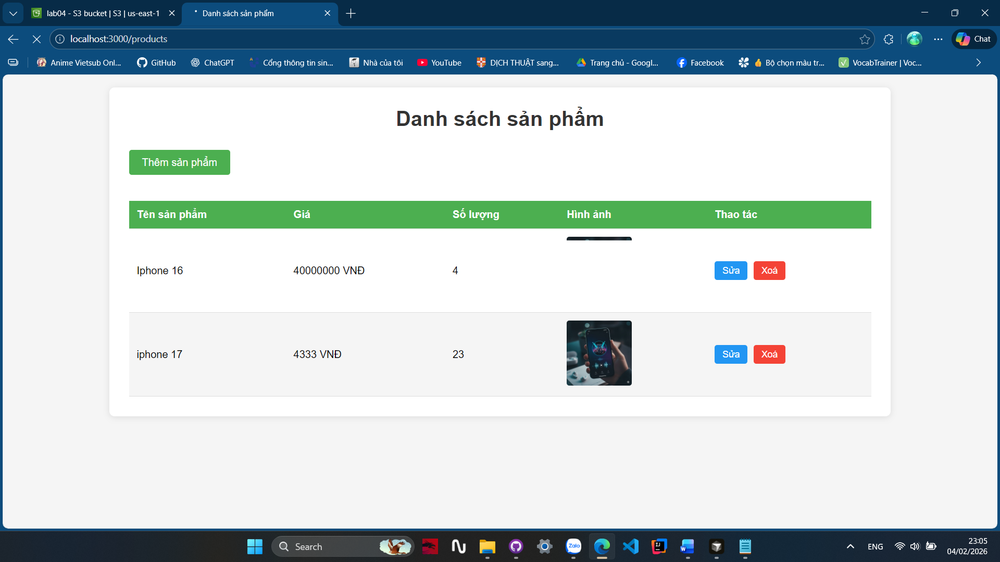 lab04 - S3 bucket | S3 | us-east-1
Danh sách sản phẩm
localhost:3000/products
Chat
Anime Vietsub Onl...
GitHub
ChatGPT
Cổng thông tin sin...
Nhà của tôi
YouTube
DỊCH THUẬT sang...
Trang chủ - Googl...
Facebook
Bộ chọn màu tr...
VocabTrainer | Voc...
Danh sách sản phẩm
Thêm sản phẩm
Tên sản phẩm Giá Số lượng Hình ảnh Thao tác
Iphone 16 40000000 VNĐ 4 Sửa Xoá
iphone 17 4333 VNĐ 23 Sửa Xoá
Search
Zalo
ENG
23:05
04/02/2026